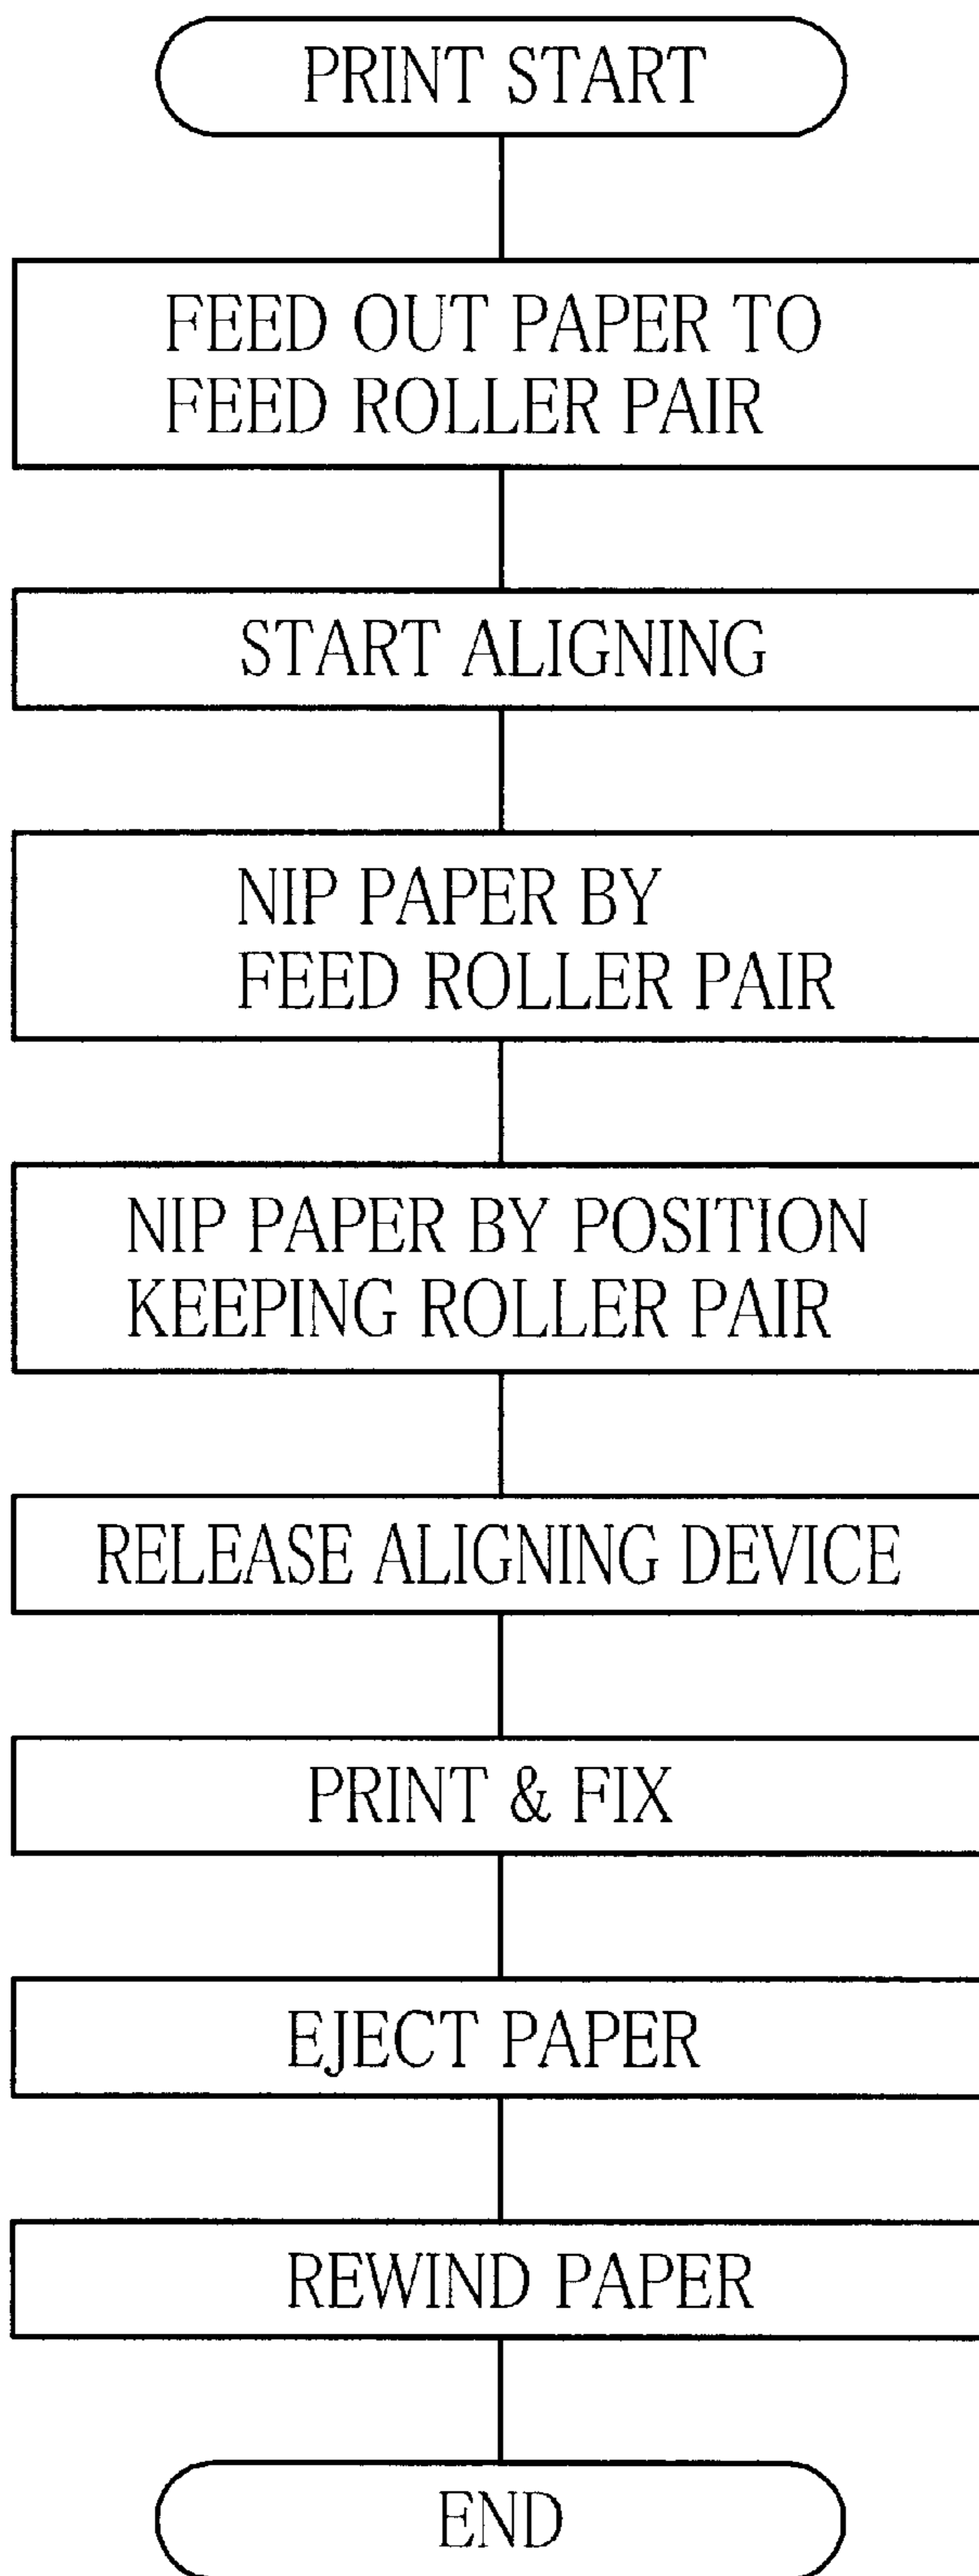 PRINT START
FEED OUT PAPER TO
FEED ROLLER PAIR
START ALIGNING
NIP PAPER BY
FEED ROLLER PAIR
NIP PAPER BY POSITION
KEEPING ROLLER PAIR
RELEASE ALIGNING DEVICE
PRINT & FIX
EJECT PAPER
REWIND PAPER
END